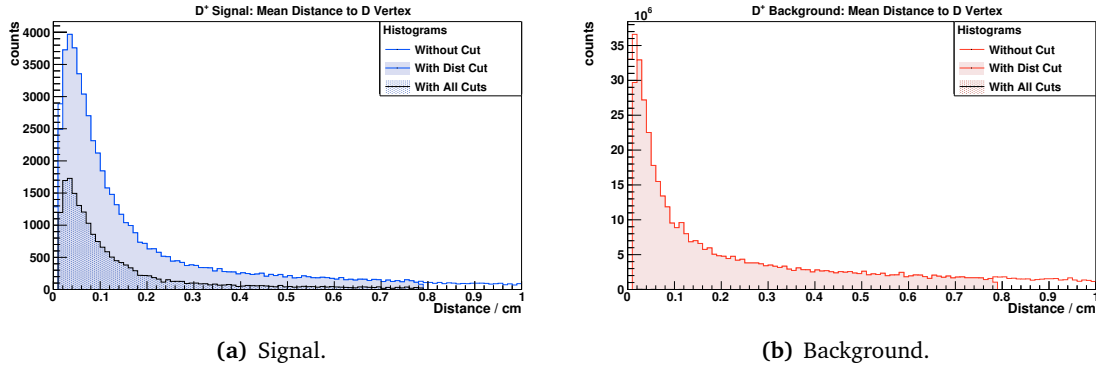 D⁺ Signal: Mean Distance to D Vertex
counts
4000
3500
3000
2500
2000
1500
1000
500
0
0 0.1 0.2 0.3 0.4 0.5 0.6 0.7 0.8 0.9 1
Distance / cm
Histograms
Without Cut
With Dist Cut
With All Cuts
(a) Signal.
D⁺ Background: Mean Distance to D Vertex
×10⁶
counts
35
30
25
20
15
10
5
0
0 0.1 0.2 0.3 0.4 0.5 0.6 0.7 0.8 0.9 1
Distance / cm
Histograms
Without Cut
With Dist Cut
With All Cuts
(b) Background.